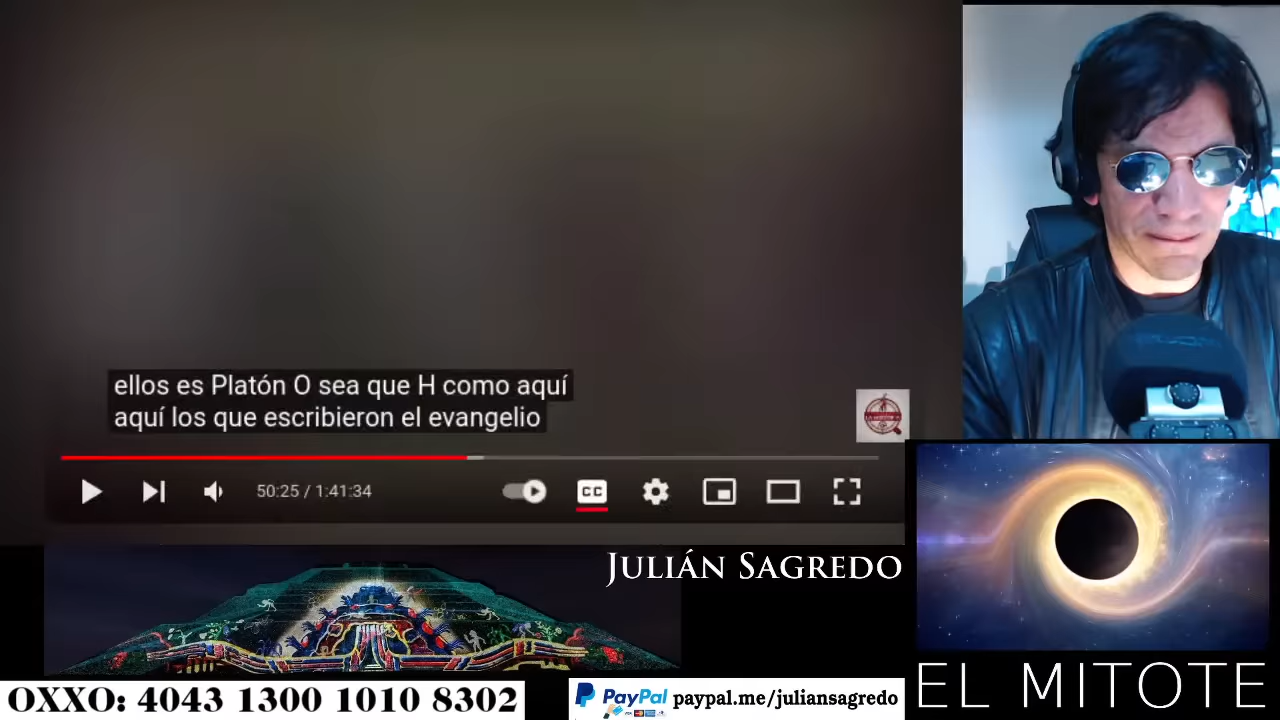 ellos es Platón O sea que H como aquí
aquí los que escribieron el evangelio
50:25 / 1:41:34
CC
JULIÁN SAGREDO
OXXO: 4043 1300 1010 8302
PayPal paypal.me/juliansagredo
EL MITOTE